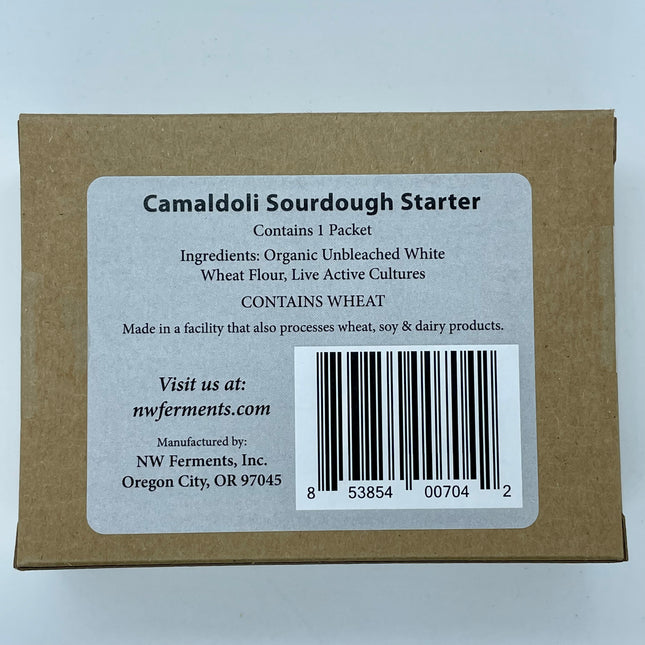 Camaldoli Sourdough Starter
Contains 1 Packet
Ingredients: Organic Unbleached White
Wheat Flour, Live Active Cultures
CONTAINS WHEAT
Made in a facility that also processes wheat, soy & dairy products.
Visit us at:
nwferments.com
Manufactured by:
NW Ferments, Inc.
Oregon City, OR 97045
8 53854 00704 2